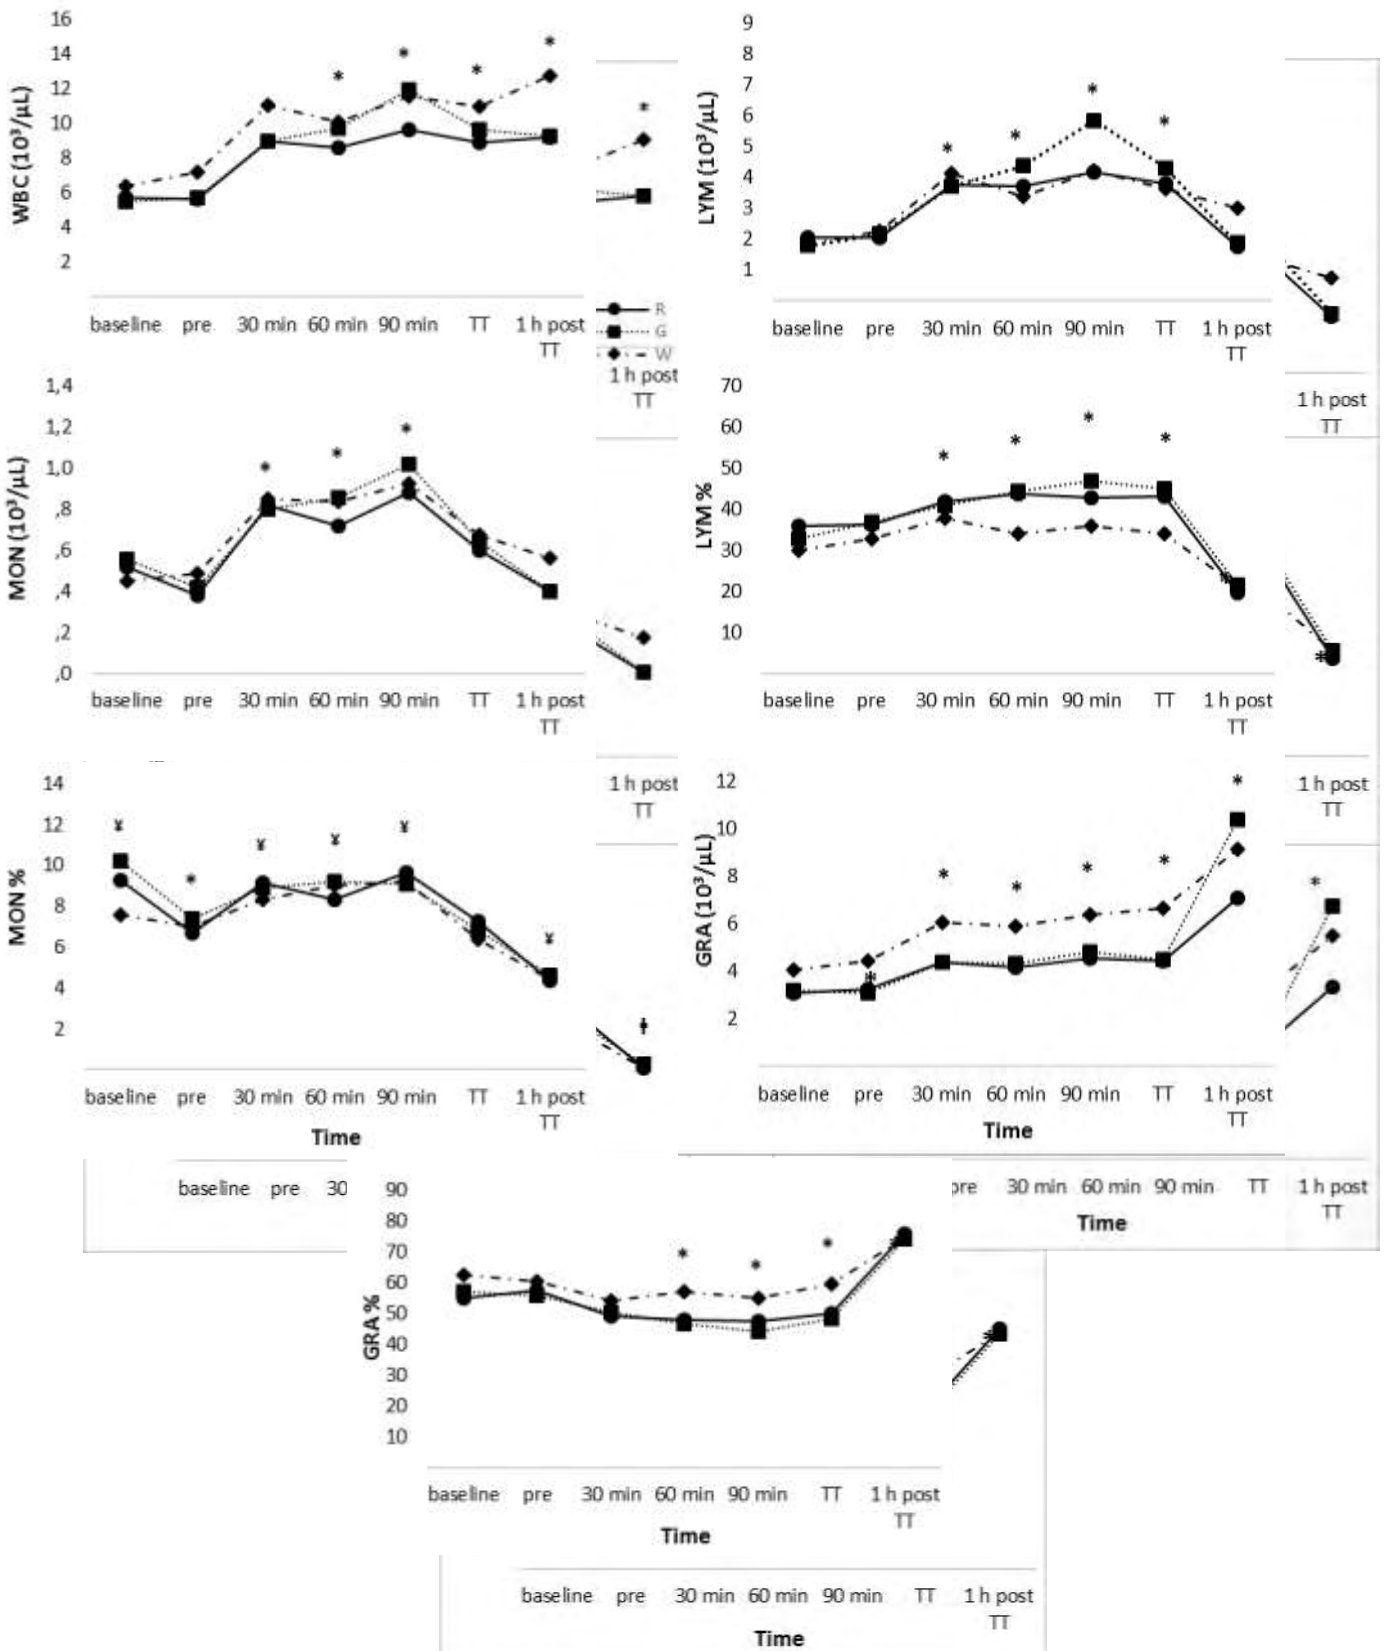 16
14
12
10
8
6
4
2
WBC (10³/µL)
* * * *
baseline pre 30 min 60 min 90 min TT 1 h post TT
*
R
G
W
1 h post
TT
9
8
7
6
5
4
3
2
1
LYM (10³/µL)
* * * * *
baseline pre 30 min 60 min 90 min TT 1 h post TT
1 h post
TT
1,4
1,2
1,0
,8
,6
,4
,2
,0
MON (10³/µL)
* * *
baseline pre 30 min 60 min 90 min TT 1 h post TT
1 h post
TT
70
60
50
40
30
20
10
LYM %
* * * * *
baseline pre 30 min 60 min 90 min TT 1 h post TT
*
1 h post
TT
14
12
10
8
6
4
2
MON %
¥ * ¥ ¥ ¥ ¥
baseline pre 30 min 60 min 90 min TT 1 h post TT
Time
baseline pre 30
12
10
8
6
4
2
GRA (10³/µL)
* * * * * *
baseline pre 30 min 60 min 90 min TT 1 h post TT
Time
*
pre 30 min 60 min 90 min TT 1 h post TT
Time
90
80
70
60
50
40
30
20
10
GRA %
* * *
baseline pre 30 min 60 min 90 min TT 1 h post TT
Time
baseline pre 30 min 60 min 90 min TT 1 h post TT
Time